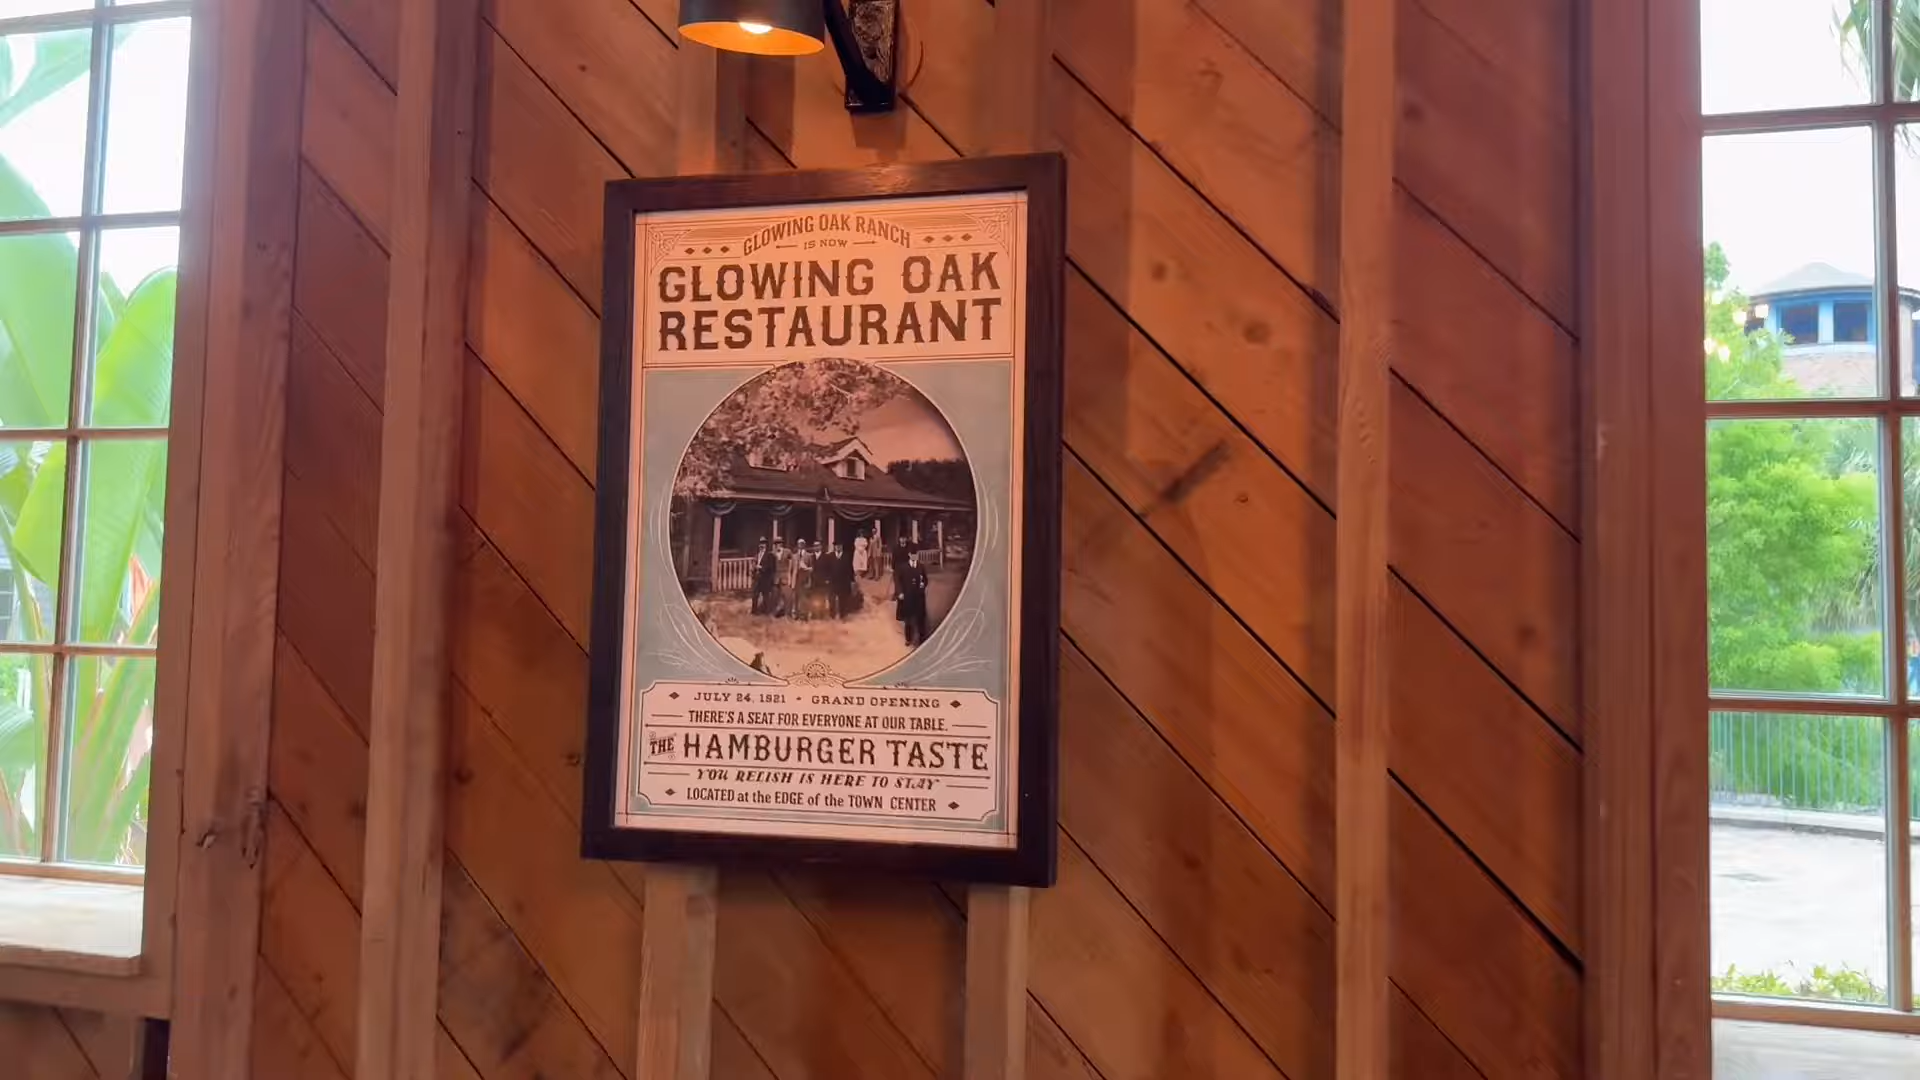 GLOWING OAK RANCH
IS NOW
GLOWING OAK
RESTAURANT
JULY 24, 1921 • GRAND OPENING
THERE'S A SEAT FOR EVERYONE AT OUR TABLE.
THE HAMBURGER TASTE
YOU RELISH IS HERE TO STAY
LOCATED at the EDGE of the TOWN CENTER